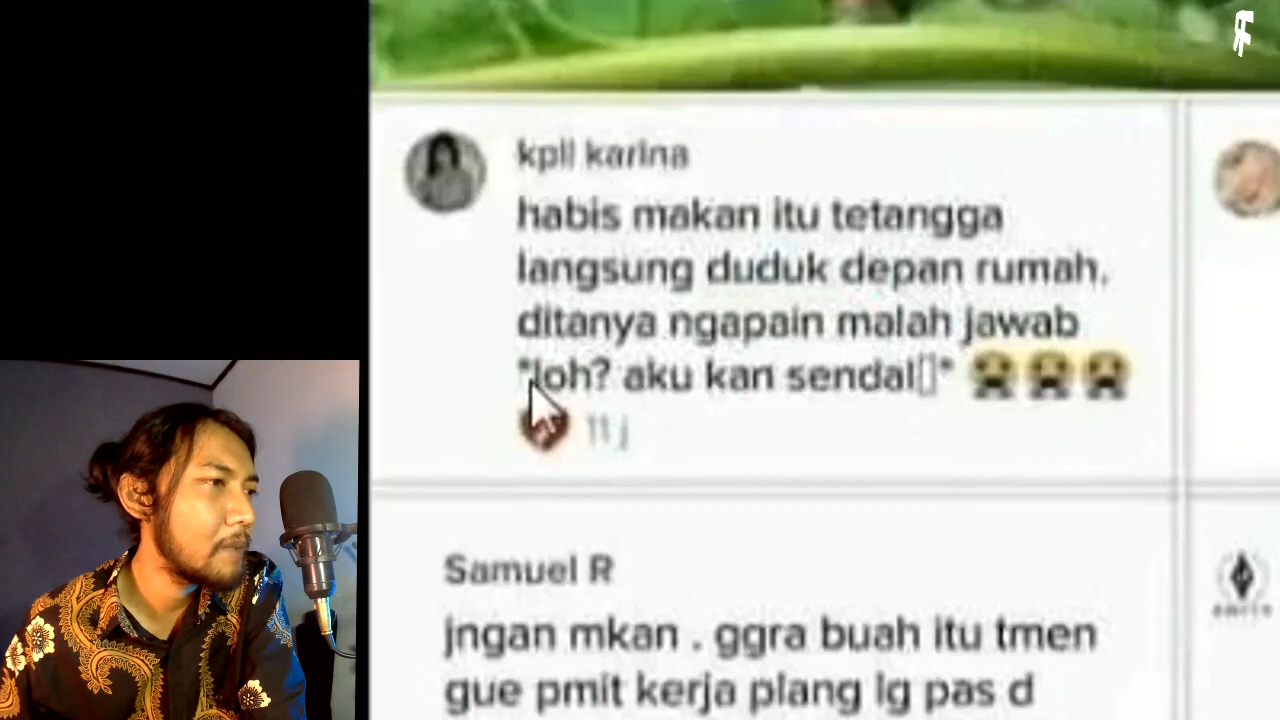 kpil karina
habis makan itu tetangga
langsung duduk depan rumah.
ditanya ngapain malah jawab
"loh? aku kan sendal▯" 😭😭😭
11 j
Samuel R
jngan mkan . ggra buah itu tmen
gue pmit kerja plang lg pas d